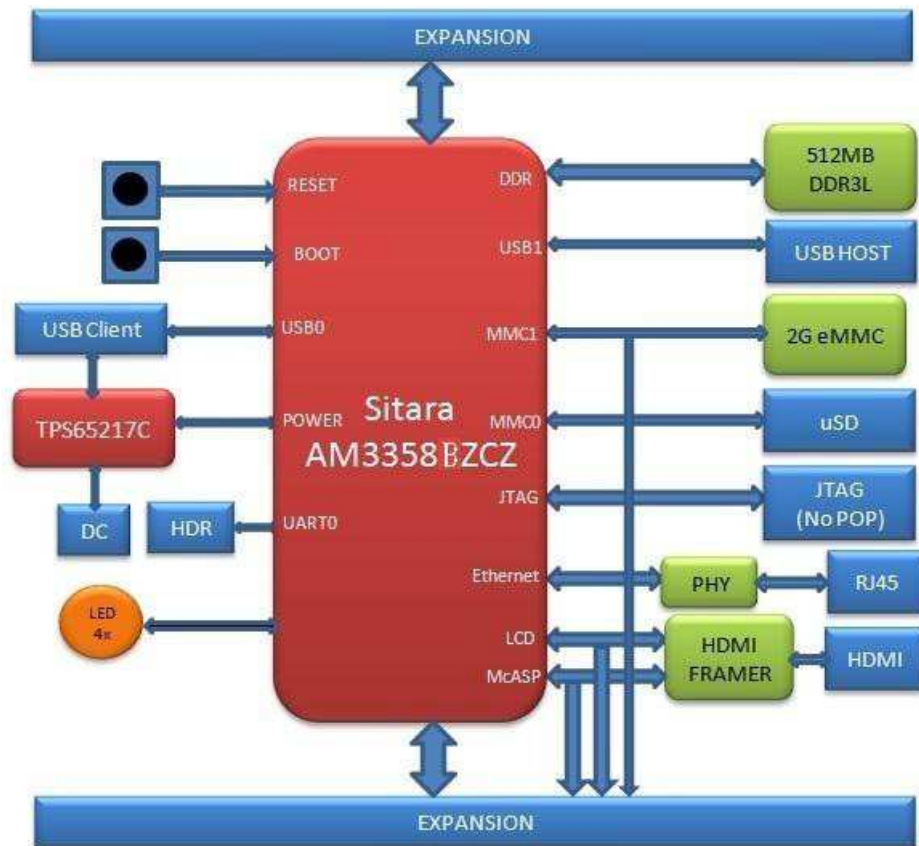 EXPANSION
RESET
BOOT
USB0
POWER
UART0
DDR
USB1
MMC1
MMC0
JTAG
Ethernet
LCD
McASP
Sitara
AM3358BZCZ
USB Client
TPS65217C
DC
HDR
LED
4x
512MB
DDR3L
USB HOST
2G eMMC
uSD
JTAG
(No POP)
PHY
RJ45
HDMI
FRAMER
HDMI
EXPANSION